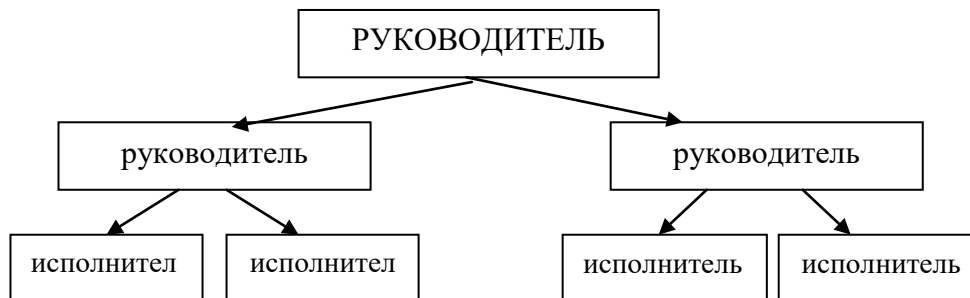 РУКОВОДИТЕЛЬ
руководитель
руководитель
исполнител
исполнител
исполнитель
исполнитель